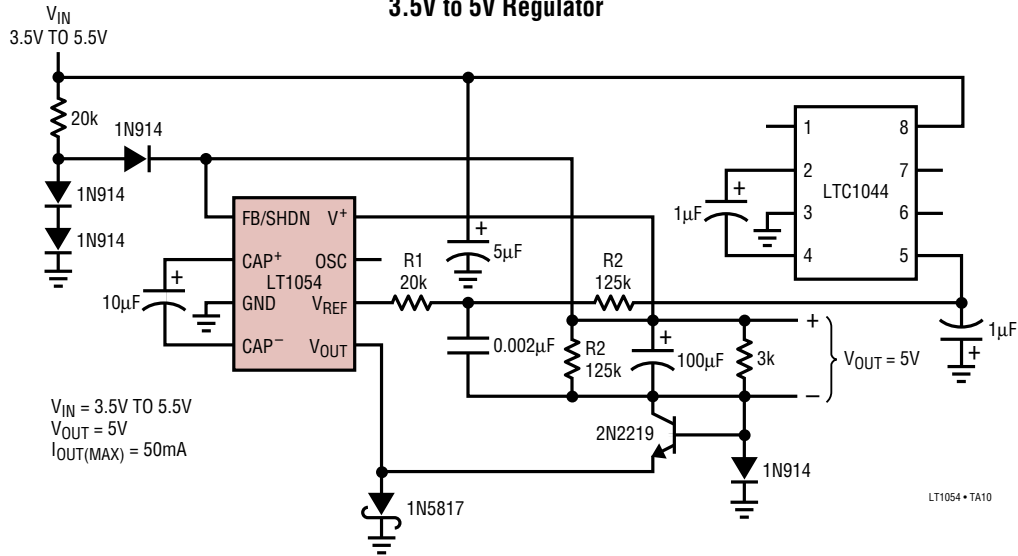 3.5V to 5V Regulator
VIN
3.5V TO 5.5V
20k
1N914
1N914
1N914
FB/SHDN V+
CAP+ OSC
LT1054
GND VREF
CAP− VOUT
10µF
+
5µF
+
R1
20k
R2
125k
0.002µF
R2
125k
100µF
+
3k
+
VOUT = 5V
−
1 8
2 7
LTC1044
3 6
4 5
1µF
+
1µF
+
2N2219
1N914
1N5817
VIN = 3.5V TO 5.5V
VOUT = 5V
IOUT(MAX) = 50mA
LT1054 • TA10